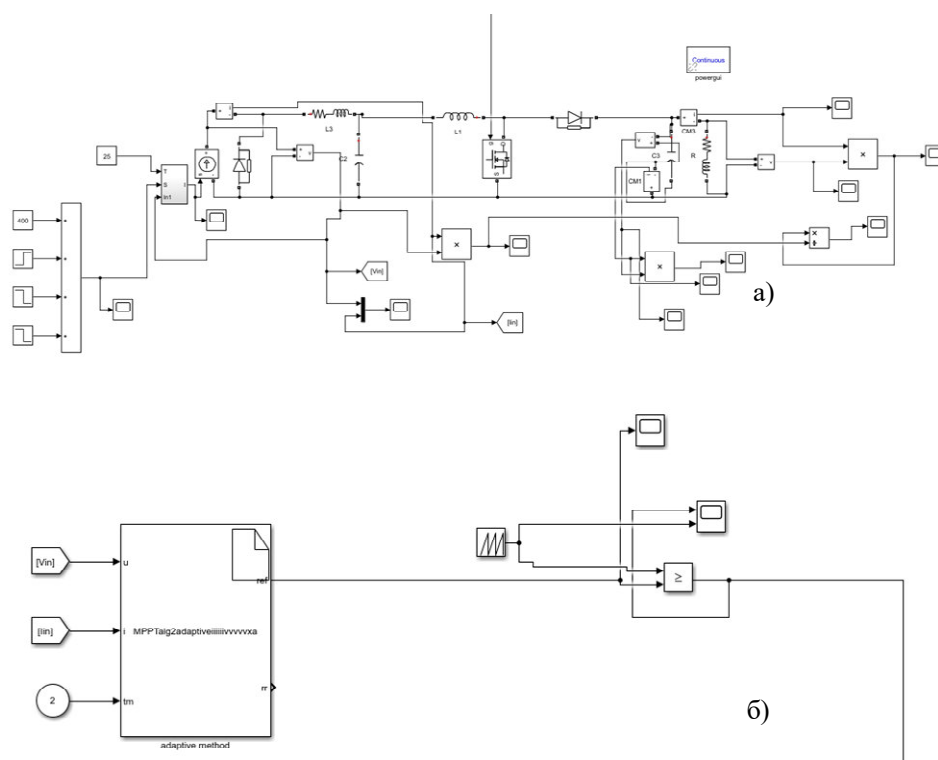 Continuous
powergui
L3
L1
CM3
25
T
S
In1
I
C2
C3
R
CM1
400
[Vin]
[Iin]
а)
[Vin]
u
ref
[Iin]
i
MPPTalg2adaptiveiiiiiivvvvvxa
2
tm
rr
adaptive method
≥
б)